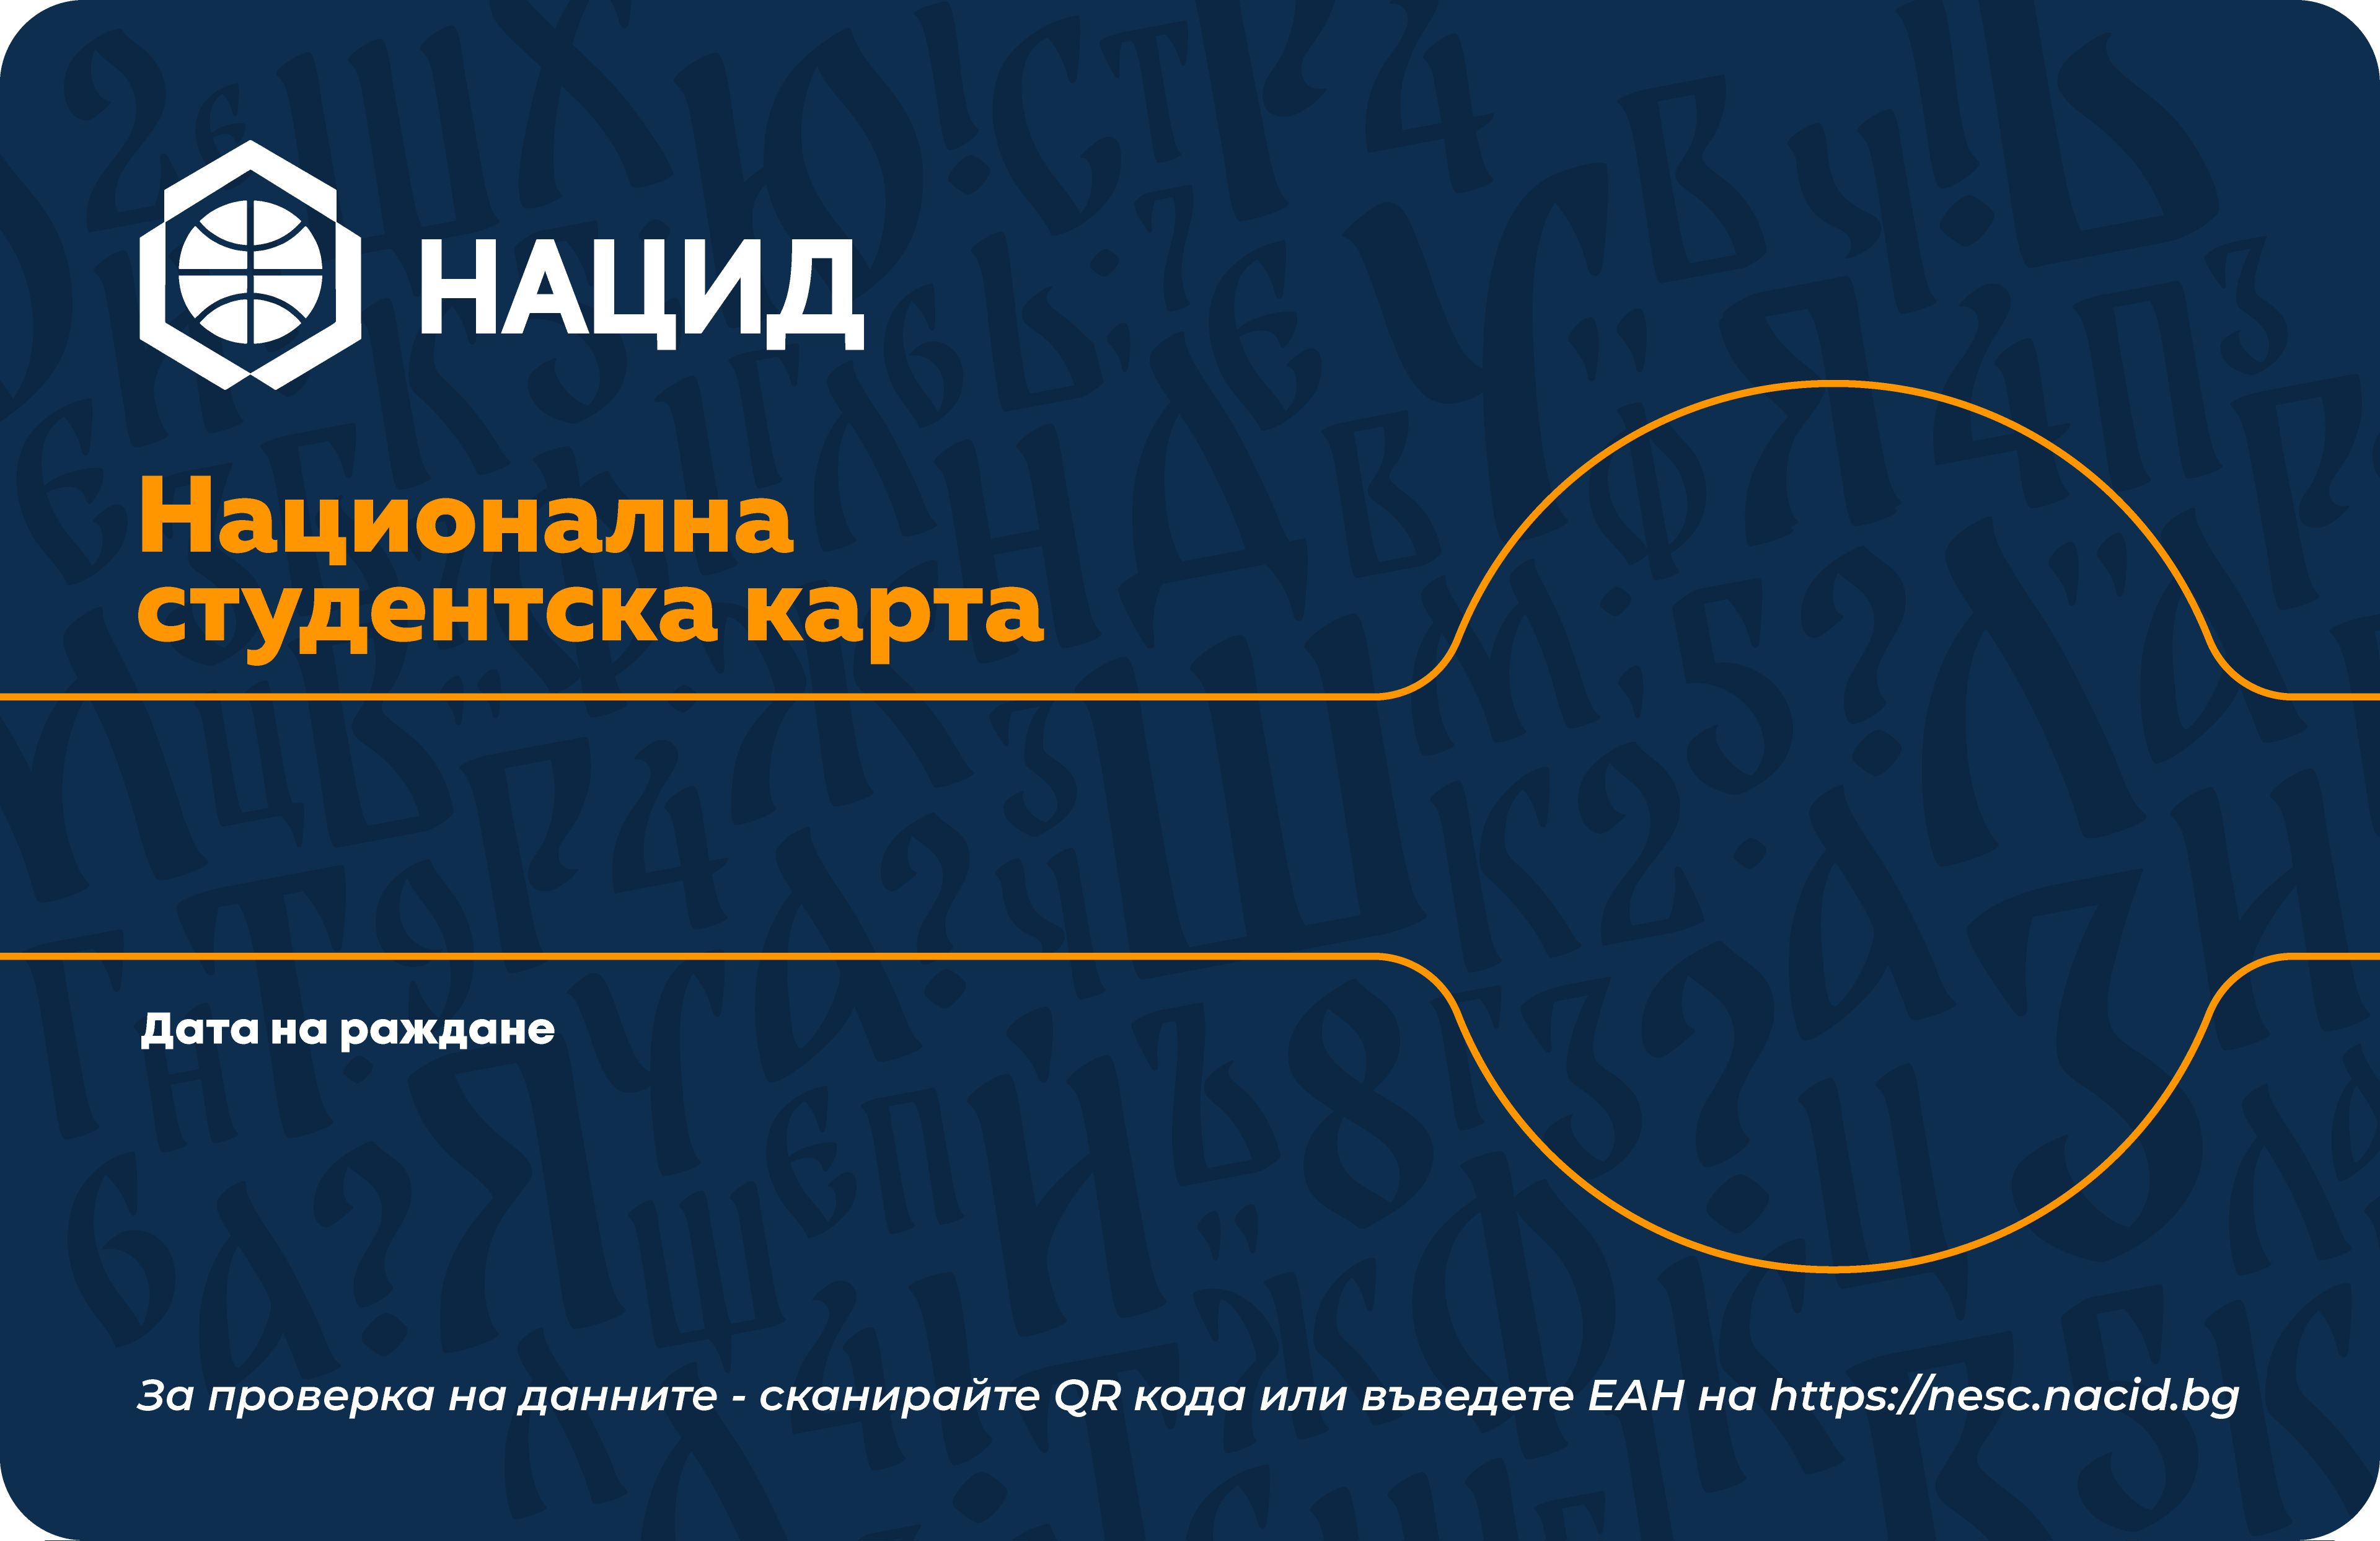 НАЦИД
Национална
студентска карта
Дата на раждане
За проверка на данните - сканирайте QR кода или въведете ЕАН на https://nesc.nacid.bg